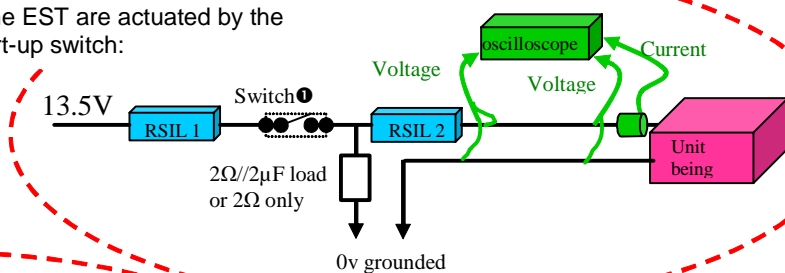 ne EST are actuated by the
rt-up switch:
oscilloscope
Current
Voltage
Voltage
13.5V
Switch❶
RSIL 1
RSIL 2
Unit
being
2Ω//2µF load
or 2Ω only
0v grounded